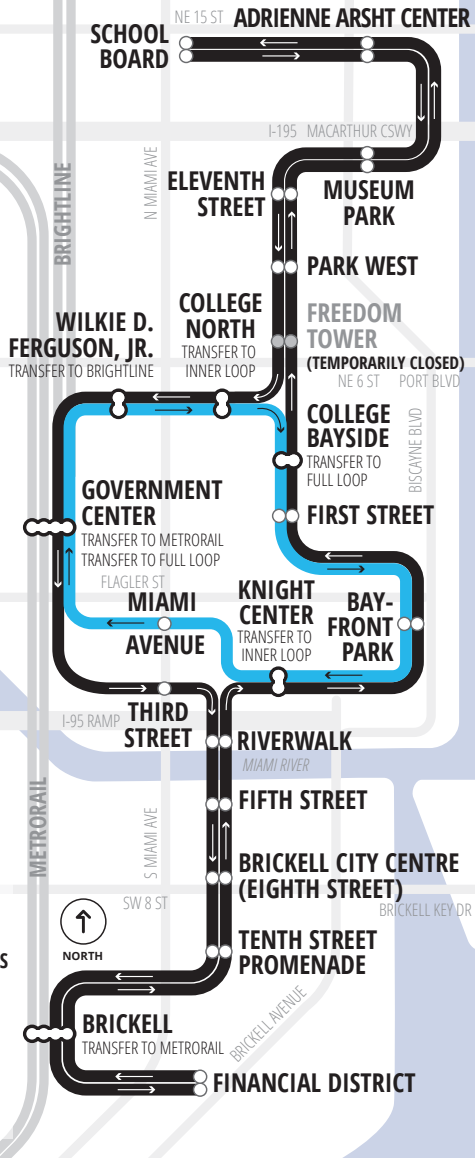 NE 15 ST
ADRIENNE ARSHT CENTER
SCHOOL
BOARD
I-195 MACARTHUR CSWY
N MIAMI AVE
BRIGHTLINE
ELEVENTH
STREET
MUSEUM
PARK
PARK WEST
COLLEGE
NORTH
TRANSFER TO
INNER LOOP
FREEDOM
TOWER
(TEMPORARILY CLOSED)
WILKIE D.
FERGUSON, JR.
TRANSFER TO BRIGHTLINE
NE 6 ST
PORT BLVD
BISCAYNE BLVD
COLLEGE
BAYSIDE
TRANSFER TO
FULL LOOP
GOVERNMENT
CENTER
TRANSFER TO METRORAIL
TRANSFER TO FULL LOOP
FIRST STREET
FLAGLER ST
MIAMI
AVENUE
KNIGHT
CENTER
TRANSFER TO
INNER LOOP
BAY-
FRONT
PARK
I-95 RAMP
THIRD
STREET
RIVERWALK
MIAMI RIVER
METRORAIL
FIFTH STREET
S MIAMI AVE
BRICKELL CITY CENTRE
(EIGHTH STREET)
SW 8 ST
BRICKELL KEY DR
NORTH
TENTH STREET
PROMENADE
S
BRICKELL
TRANSFER TO METRORAIL
BRICKELL AVENUE
FINANCIAL DISTRICT